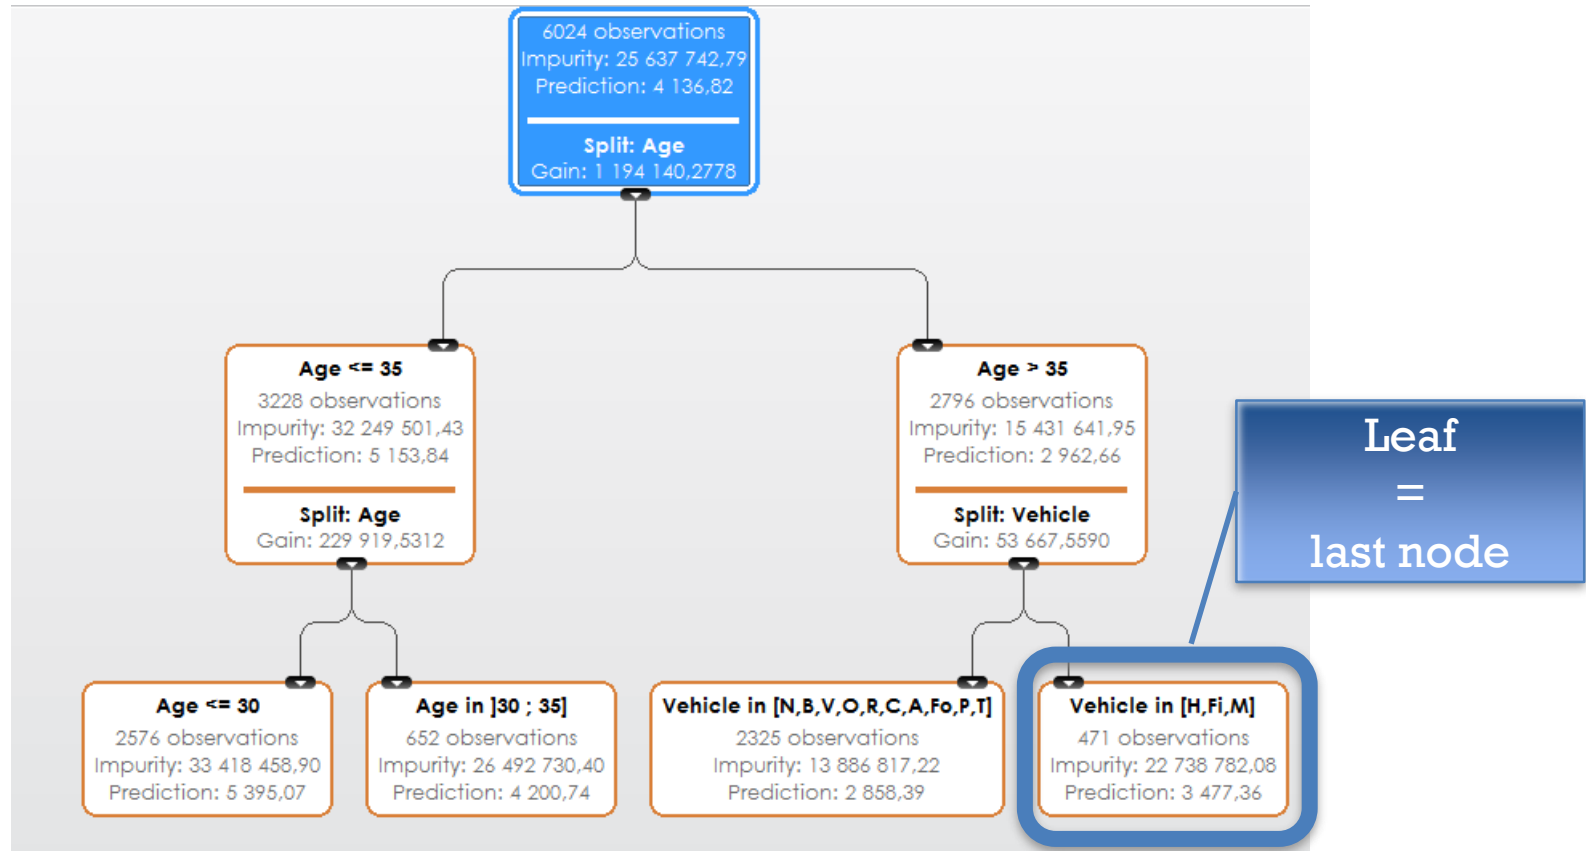 6024 observations
Impurity: 25 637 742,79
Prediction: 4 136,82
Split: Age
Gain: 1 194 140,2778
Age <= 35
3228 observations
Impurity: 32 249 501,43
Prediction: 5 153,84
Split: Age
Gain: 229 919,5312
Age > 35
2796 observations
Impurity: 15 431 641,95
Prediction: 2 962,66
Split: Vehicle
Gain: 53 667,5590
Leaf
=
last node
Age <= 30
2576 observations
Impurity: 33 418 458,90
Prediction: 5 395,07
Age in ]30 ; 35]
652 observations
Impurity: 26 492 730,40
Prediction: 4 200,74
Vehicle in [N,B,V,O,R,C,A,Fo,P,T]
2325 observations
Impurity: 13 886 817,22
Prediction: 2 858,39
Vehicle in [H,Fi,M]
471 observations
Impurity: 22 738 782,08
Prediction: 3 477,36